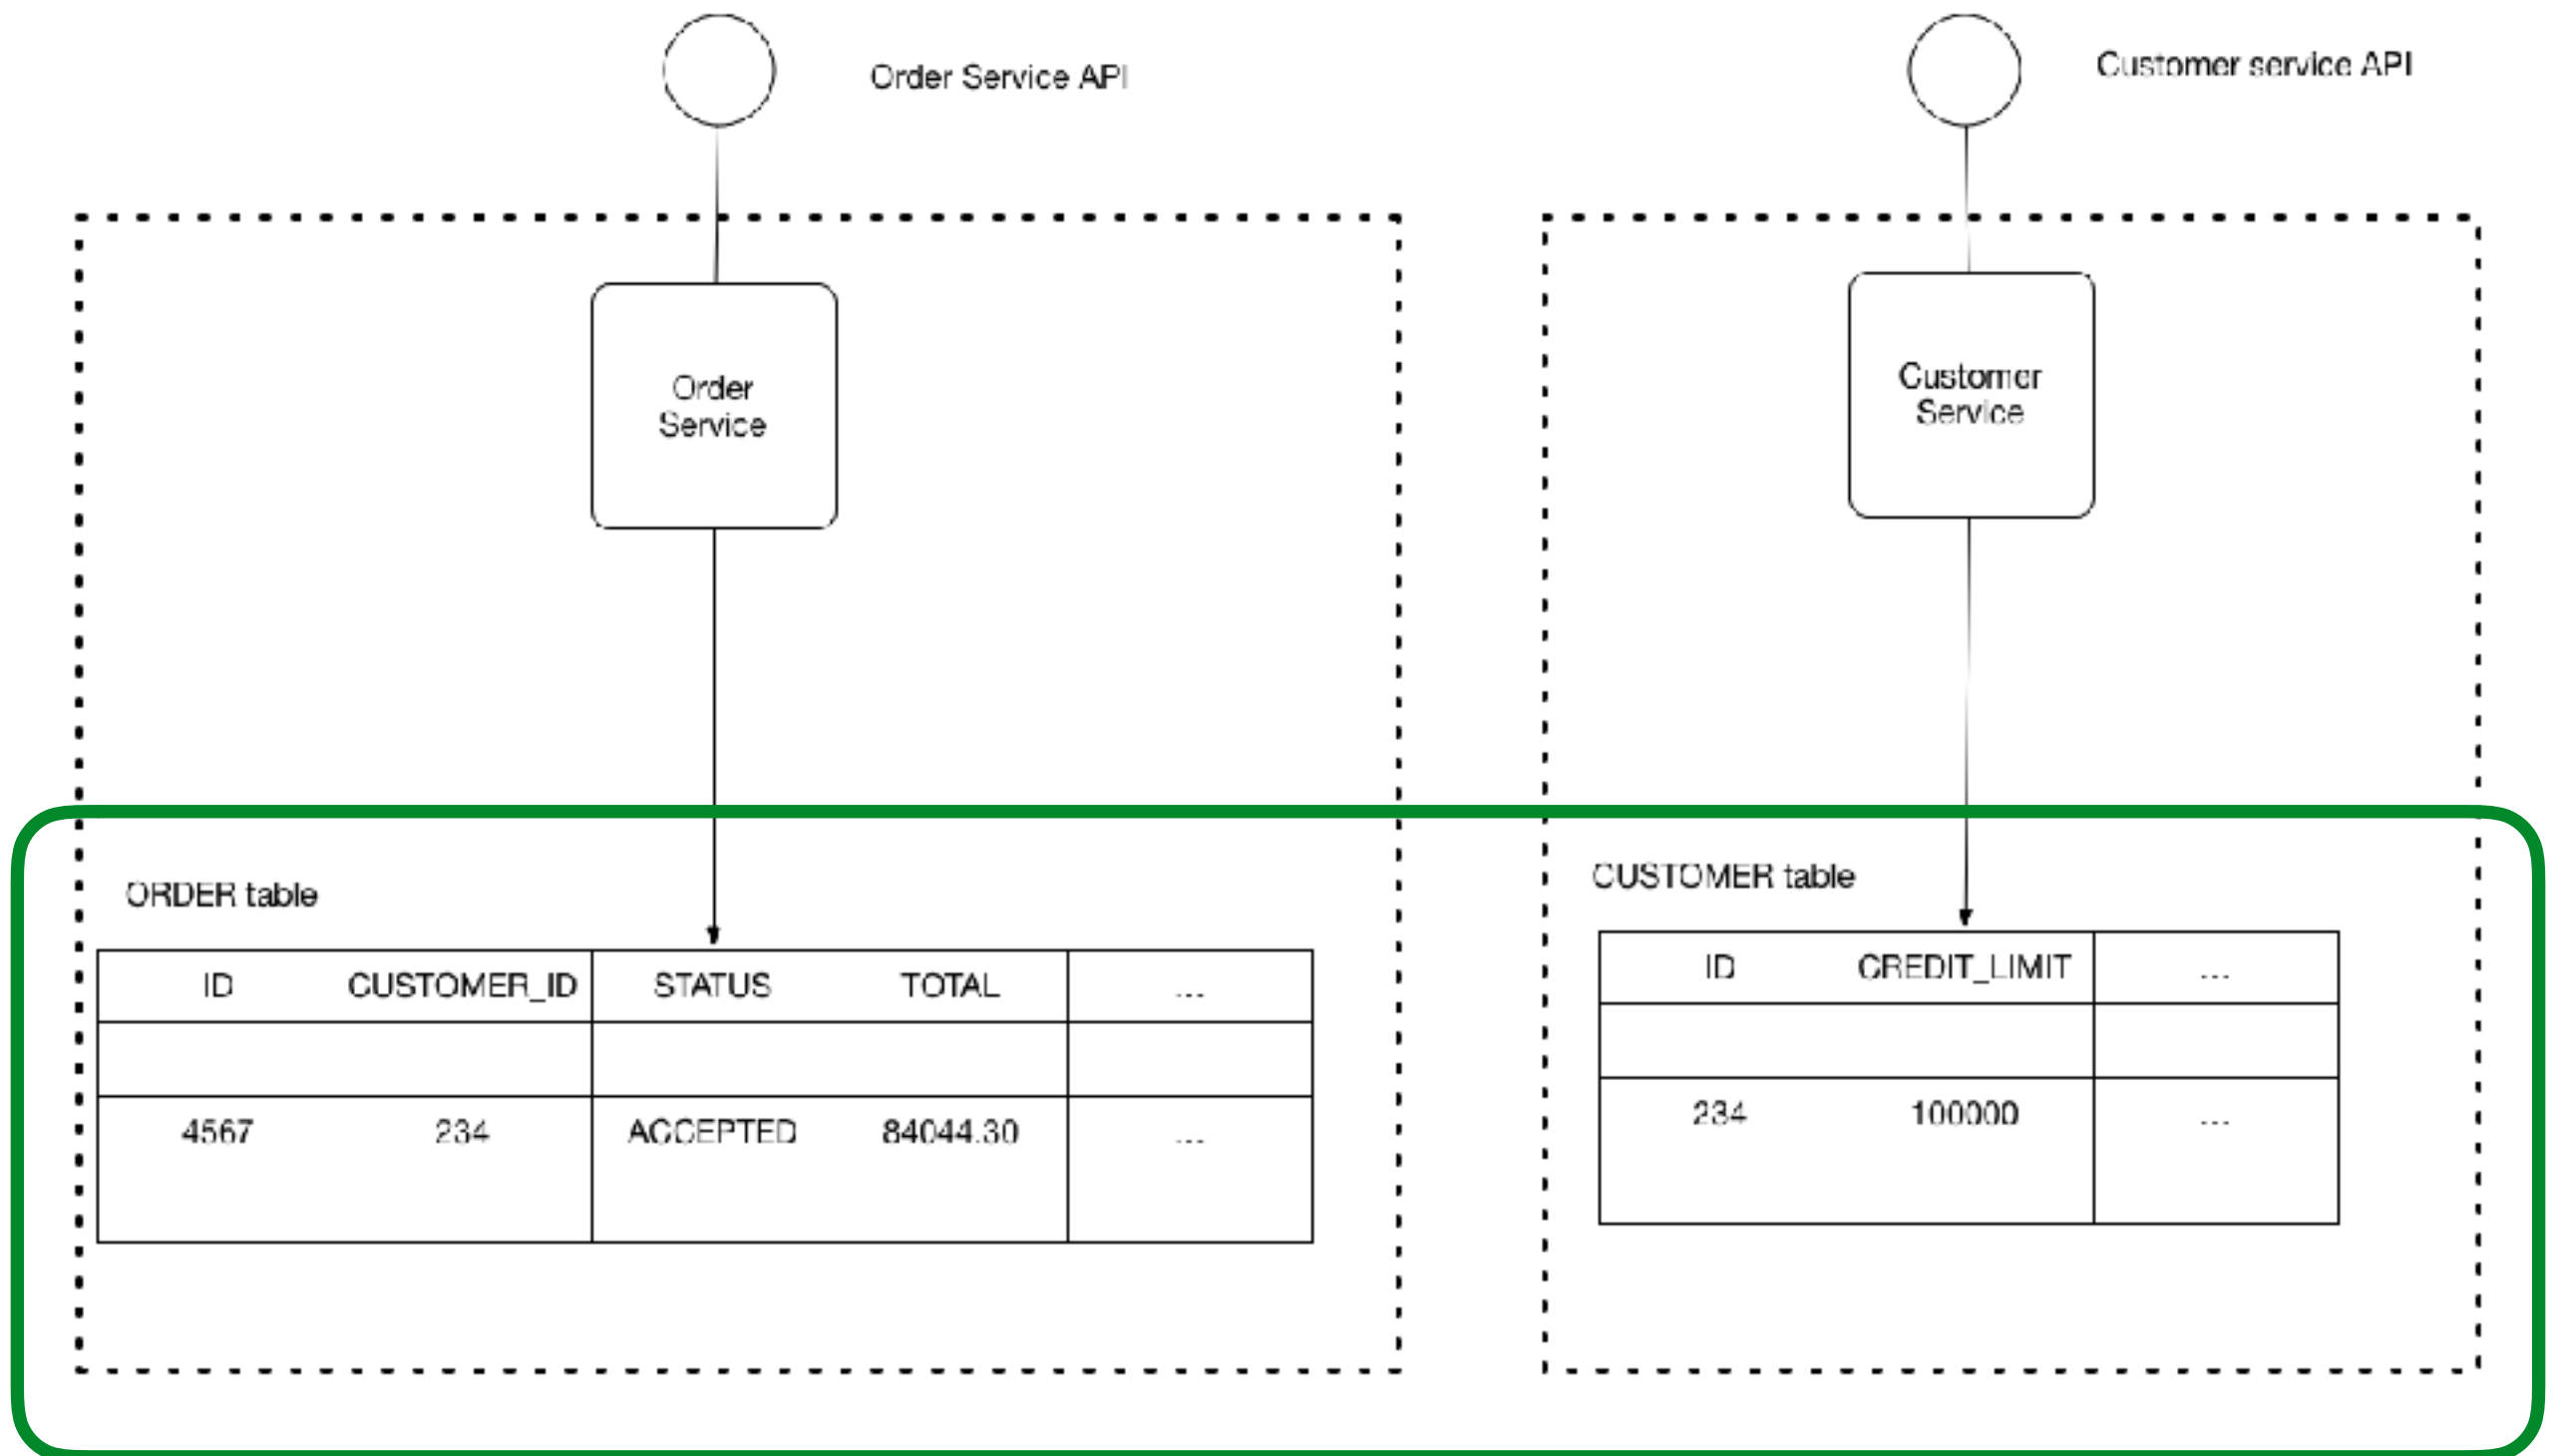 Order Service API
Customer service API
Order
Service
Customer
Service
ORDER table
CUSTOMER table
ID CUSTOMER_ID STATUS TOTAL ...
4567 234 ACCEPTED 84044.30 ...
ID CREDIT_LIMIT ...
234 100000 ...